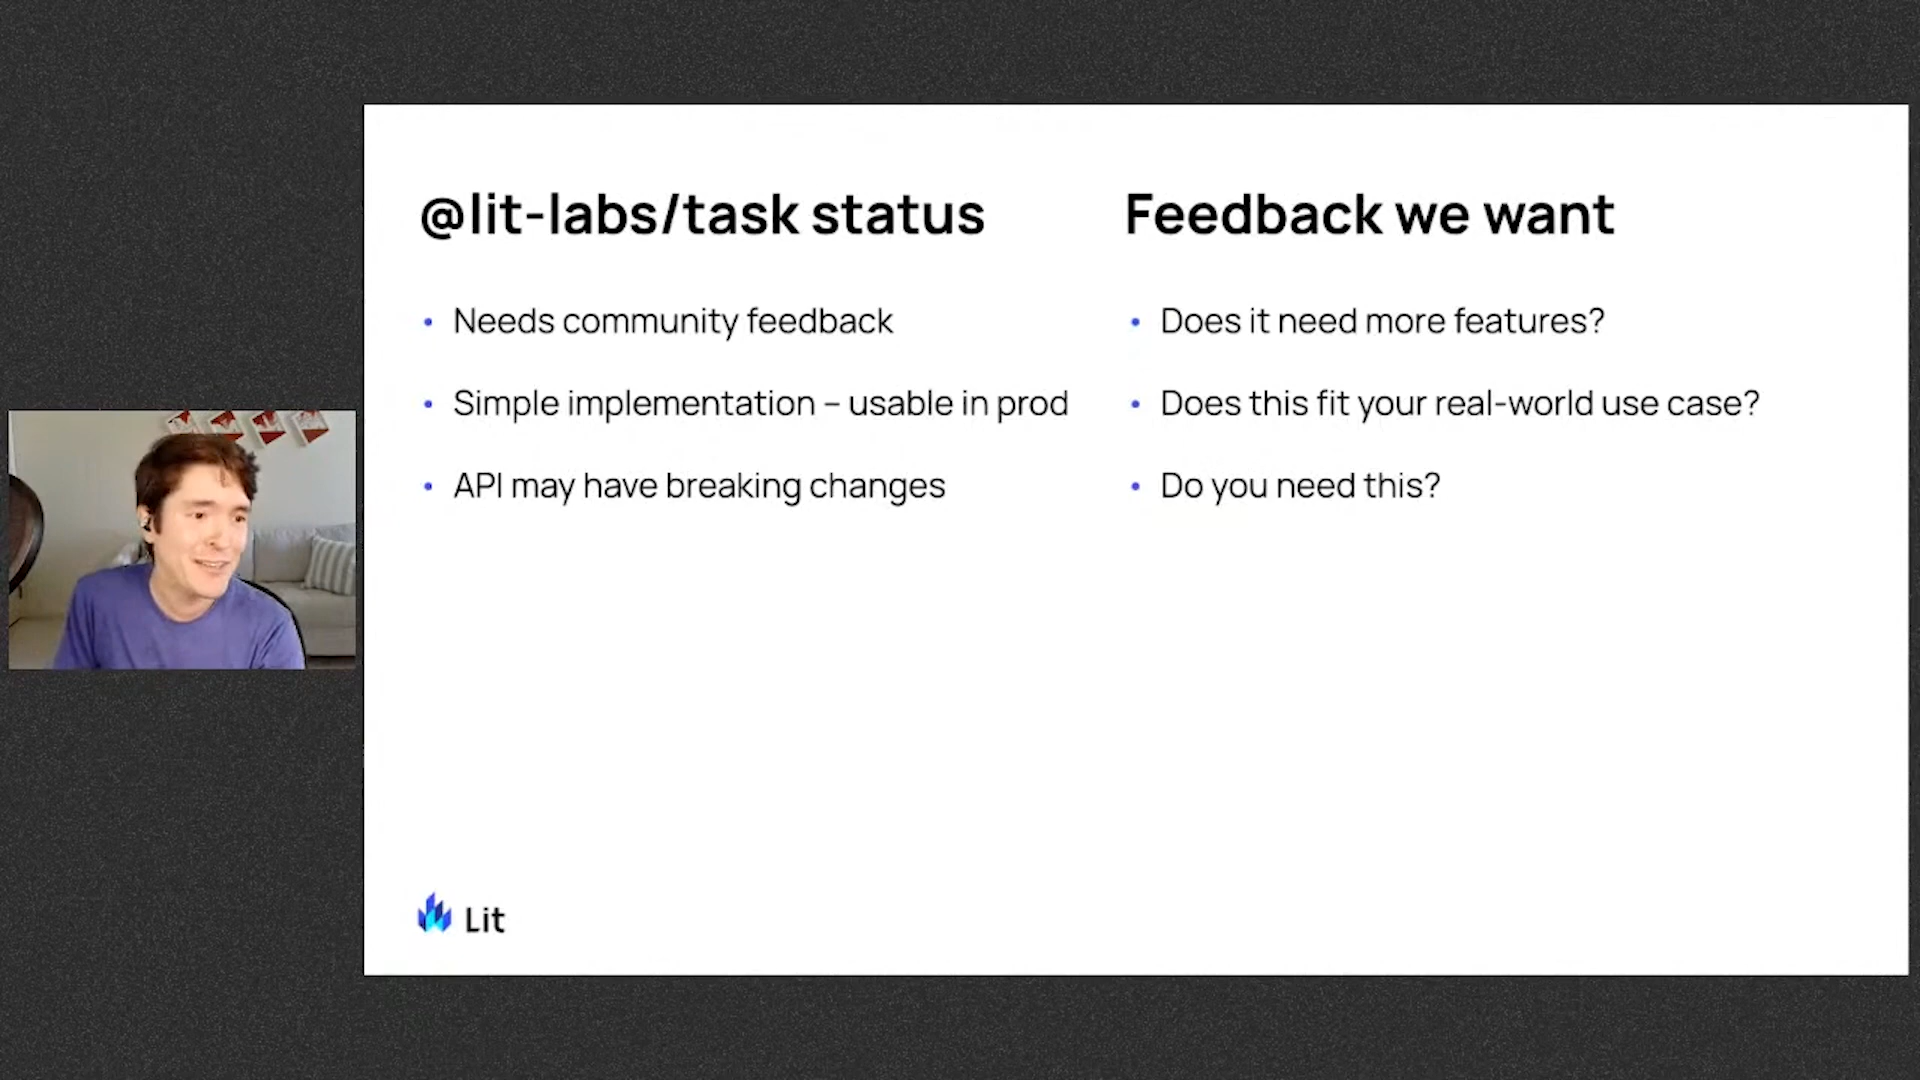 @lit-labs/task status
• Needs community feedback
• Simple implementation – usable in prod
• API may have breaking changes
Feedback we want
• Does it need more features?
• Does this fit your real-world use case?
• Do you need this?
Lit